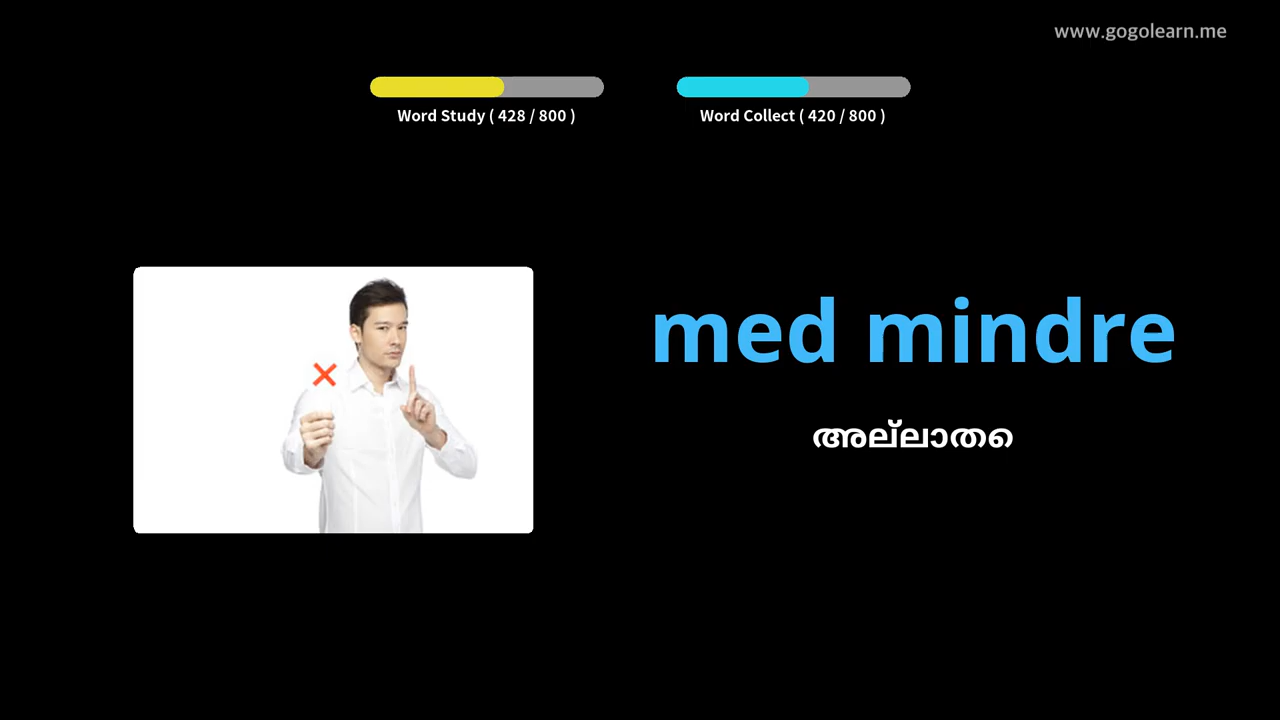 www.gogolearn.me
Word Study ( 428 / 800 )
Word Collect ( 420 / 800 )
med mindre
അല്ലാതെ